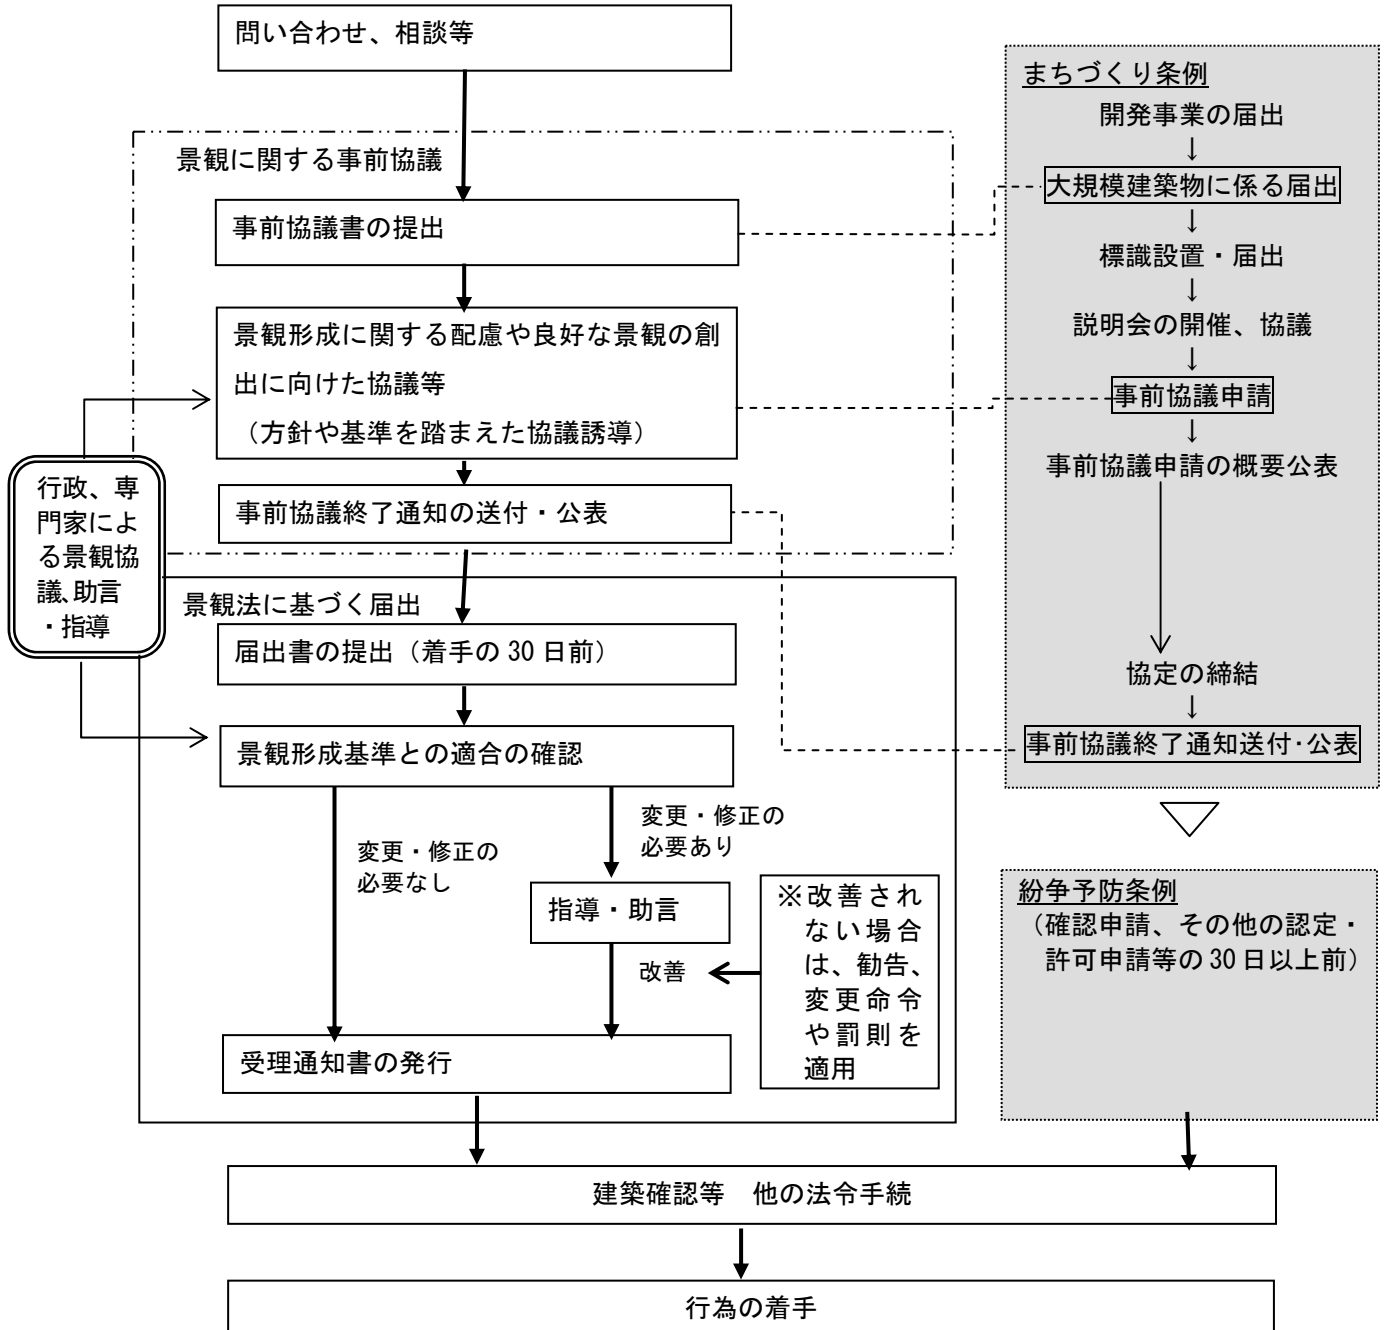 問い合わせ、相談等
景観に関する事前協議
事前協議書の提出
景観形成に関する配慮や良好な景観の創
出に向けた協議等
（方針や基準を踏まえた協議誘導）
事前協議終了通知の送付・公表
行政、専
門家によ
る景観協
議、助言
・指導
景観法に基づく届出
届出書の提出（着手の 30 日前）
景観形成基準との適合の確認
変更・修正の
必要なし
変更・修正の
必要あり
指導・助言
改善
※改善され
ない場合
は、勧告、
変更命令
や罰則を
適用
受理通知書の発行
まちづくり条例
開発事業の届出
↓
大規模建築物に係る届出
↓
標識設置・届出
↓
説明会の開催、協議
↓
事前協議申請
↓
事前協議申請の概要公表
協定の締結
↓
事前協議終了通知送付・公表
紛争予防条例
（確認申請、その他の認定・
許可申請等の 30 日以上前）
建築確認等　他の法令手続
行為の着手